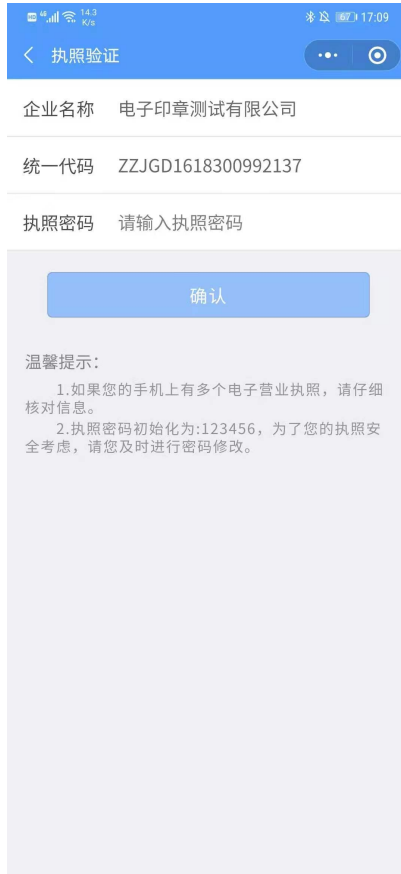 HD 46 14.3 K/s 67 17:09
执照验证
企业名称 电子印章测试有限公司
统一代码 ZZJGD1618300992137
执照密码 请输入执照密码
确认
温馨提示：
1.如果您的手机上有多个电子营业执照，请仔细
核对信息。
2.执照密码初始化为:123456，为了您的执照安
全考虑，请您及时进行密码修改。